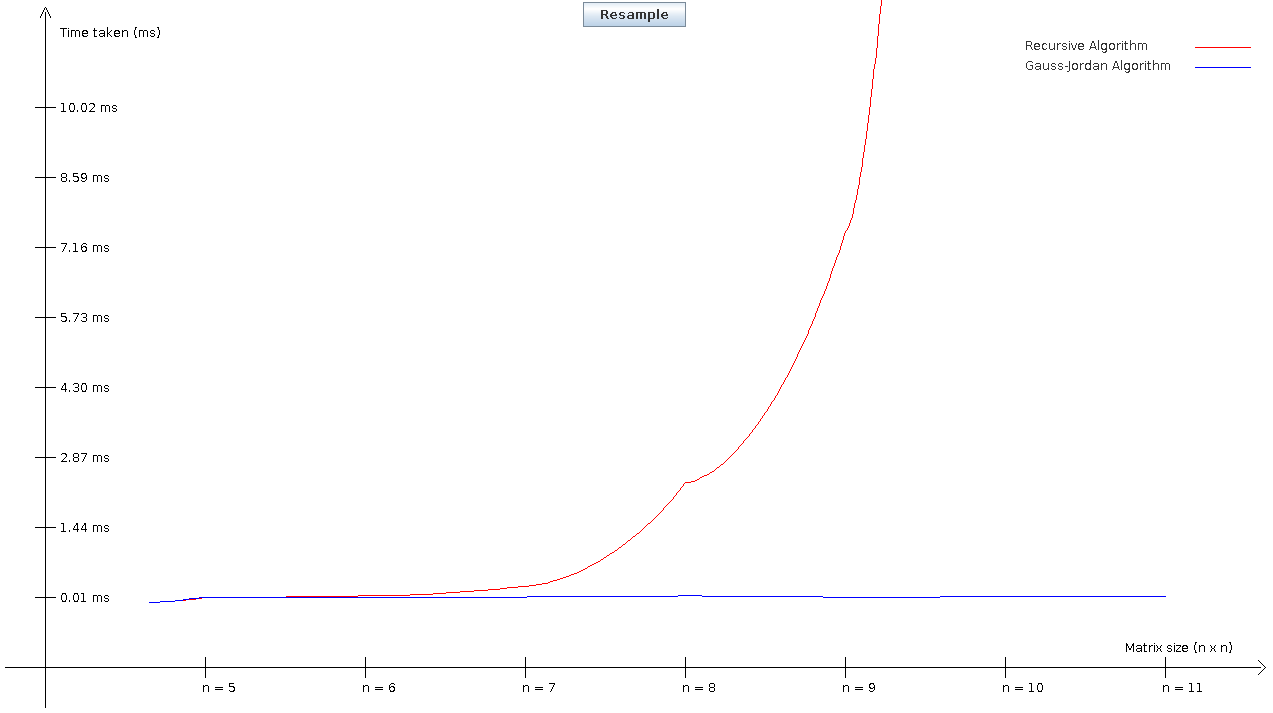 Resample
Time taken (ms)
Recursive Algorithm
Gauss-Jordan Algorithm
10.02 ms
8.59 ms
7.16 ms
5.73 ms
4.30 ms
2.87 ms
1.44 ms
0.01 ms
Matrix size (n x n)
n = 5 n = 6 n = 7 n = 8 n = 9 n = 10 n = 11